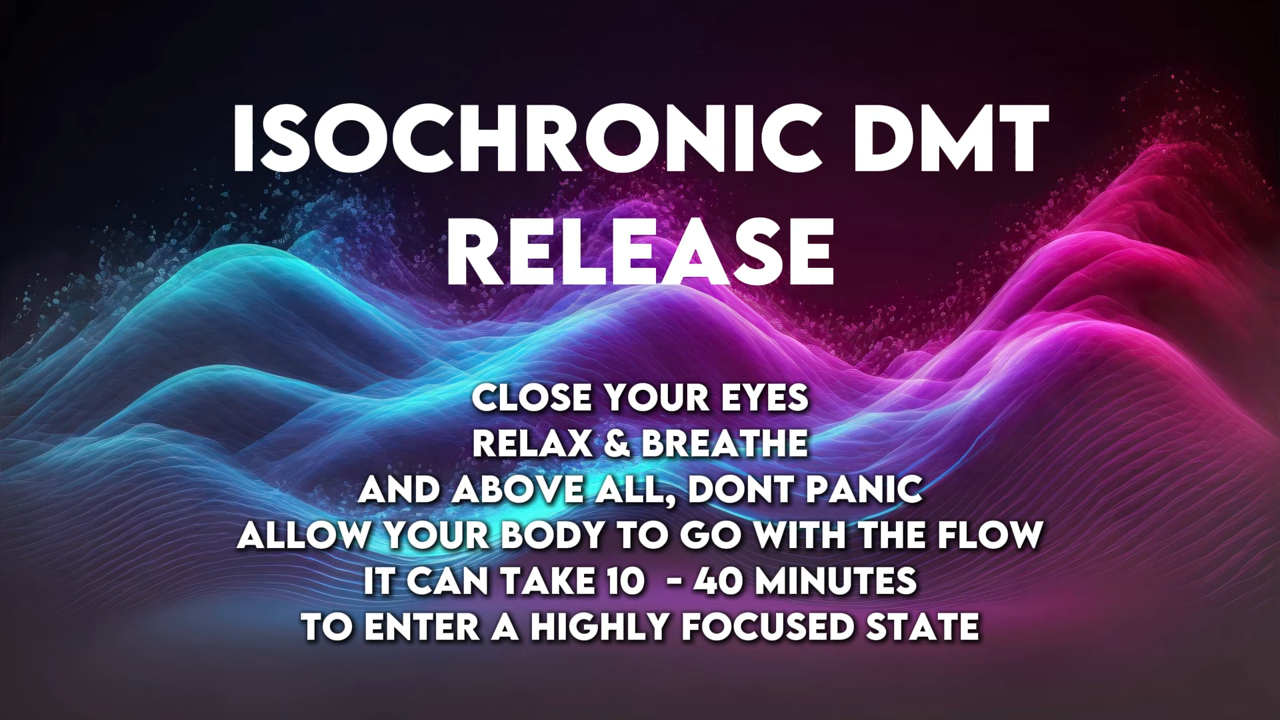 ISOCHRONIC DMT
RELEASE
CLOSE YOUR EYES
RELAX & BREATHE
AND ABOVE ALL, DONT PANIC
ALLOW YOUR BODY TO GO WITH THE FLOW
IT CAN TAKE 10  - 40 MINUTES
TO ENTER A HIGHLY FOCUSED STATE